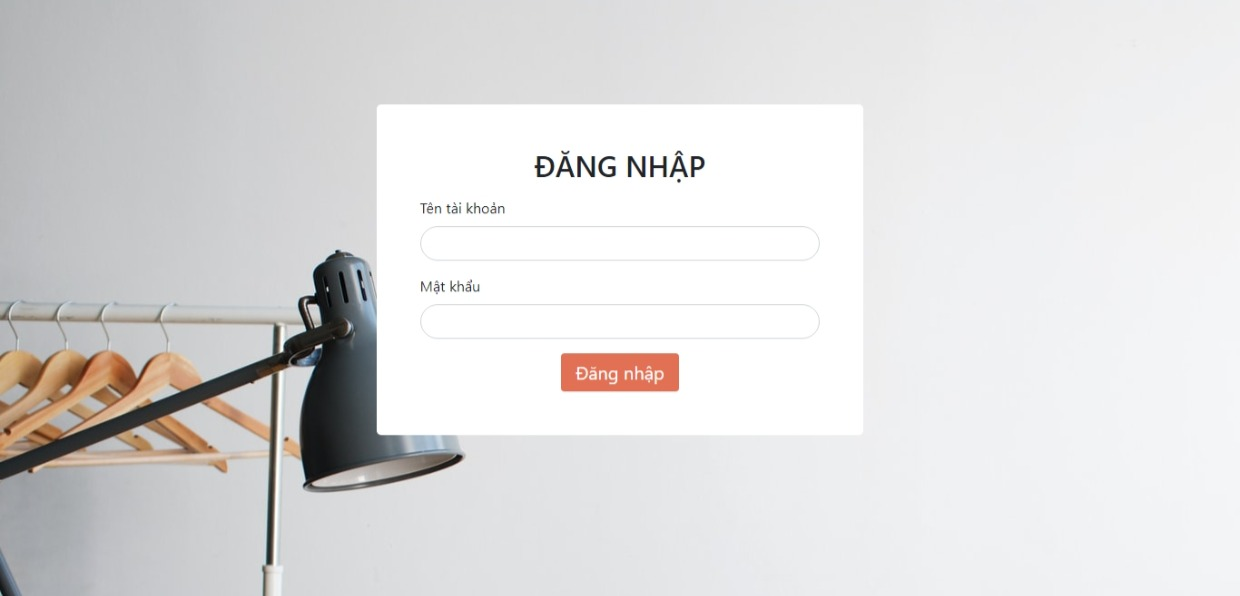 ĐĂNG NHẬP
Tên tài khoản
Mật khẩu
Đăng nhập